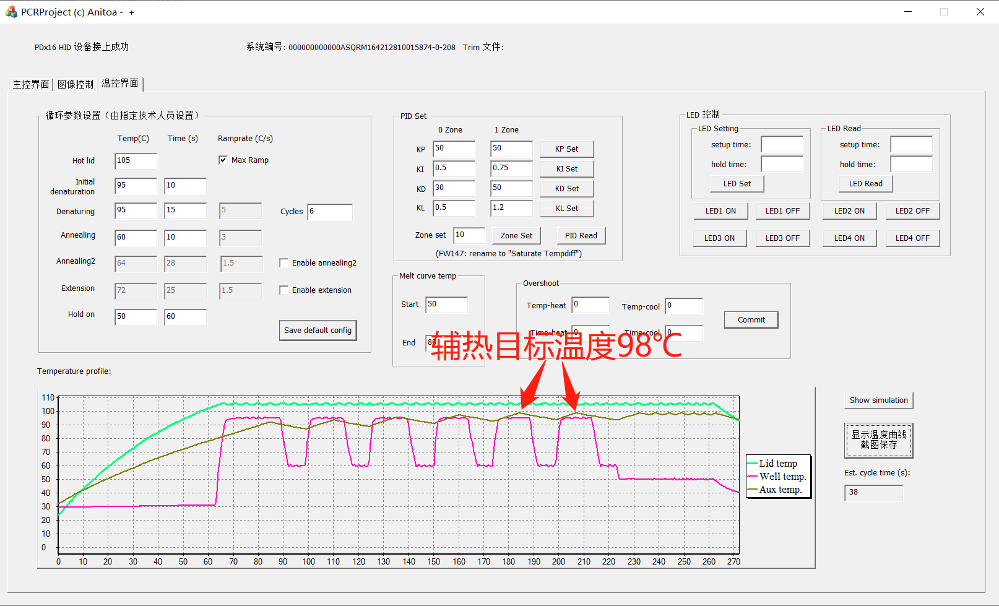 PCRProject (c) Anitoa -  +
PDx16 HID 设备接上成功
系统编号: 000000000000ASQRM164212810015874-0-208   Trim 文件:
主控界面 图像控制 温控界面
循环参数设置（由指定技术人员设置）
Temp(C) Time (s) Ramprate (C/s)
Hot lid 105 Max Ramp
Initial
denaturation 95 10
Denaturing 95 15 5 Cycles 6
Annealing 60 10 3
Annealing2 64 28 1.5 Enable annealing2
Extension 72 25 1.5 Enable extension
Hold on 50 60
Save default config
PID Set
0 Zone 1 Zone
KP 50 50 KP Set
KI 0.5 0.75 KI Set
KD 30 50 KD Set
KL 0.5 1.2 KL Set
Zone set 10 Zone Set PID Read
(FW147: rename to "Saturate Tempdiff")
LED 控制
LED Setting
setup time:
hold time:
LED Set
LED Read
setup time:
hold time:
LED Read
LED1 ON LED1 OFF LED2 ON LED2 OFF
LED3 ON LED3 OFF LED4 ON LED4 OFF
Melt curve temp
Start 50
End 80
Overshoot
Temp-heat 0 Temp-cool 0
Time-heat 0 Time-cool 0
Commit
辅热目标温度98℃
Temperature profile:
110
100
90
80
70
60
50
40
30
20
10
0
0 10 20 30 40 50 60 70 80 90 100 110 120 130 140 150 160 170 180 190 200 210 220 230 240 250 260 270
Lid temp
Well temp.
Aux temp.
Show simulation
显示温度曲线
截图保存
Est. cycle time (s):
38